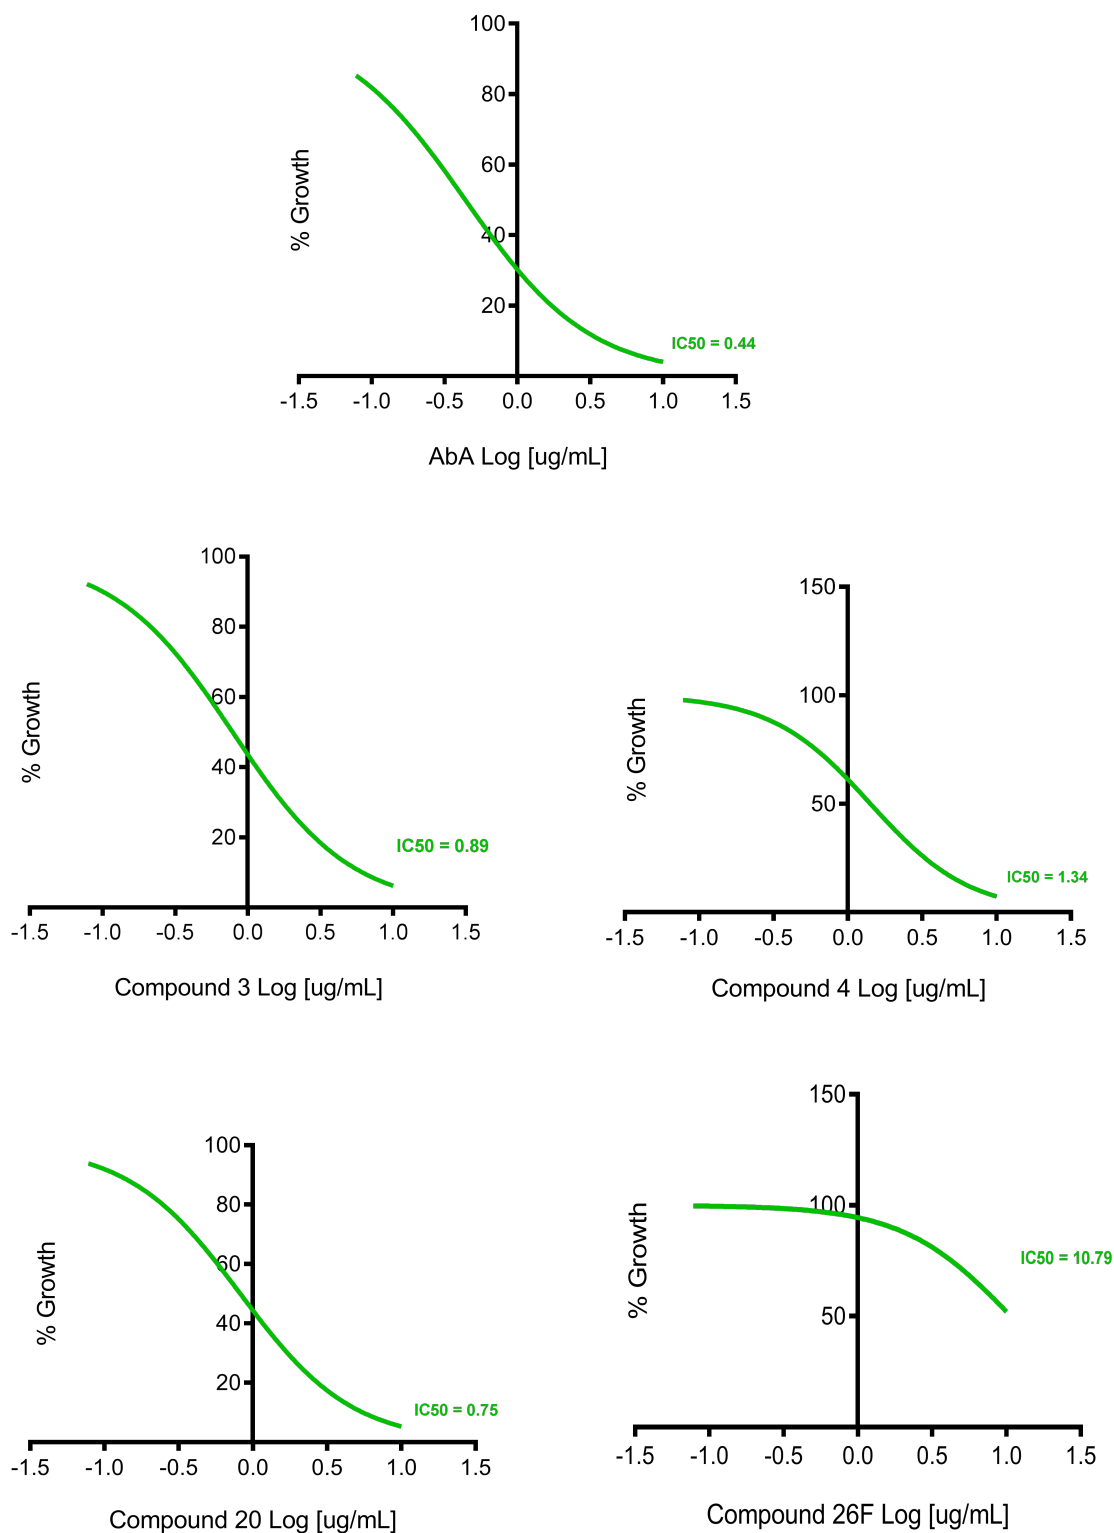 100
80
60
40
20
% Growth
IC50 = 0.44
-1.5 -1.0 -0.5 0.0 0.5 1.0 1.5
AbA Log [ug/mL]
100
80
60
40
20
% Growth
IC50 = 0.89
-1.5 -1.0 -0.5 0.0 0.5 1.0 1.5
Compound 3 Log [ug/mL]
150
100
50
% Growth
IC50 = 1.34
-1.5 -1.0 -0.5 0.0 0.5 1.0 1.5
Compound 4 Log [ug/mL]
100
80
60
40
20
% Growth
IC50 = 0.75
-1.5 -1.0 -0.5 0.0 0.5 1.0 1.5
Compound 20 Log [ug/mL]
150
100
50
% Growth
IC50 = 10.79
-1.5 -1.0 -0.5 0.0 0.5 1.0 1.5
Compound 26F Log [ug/mL]